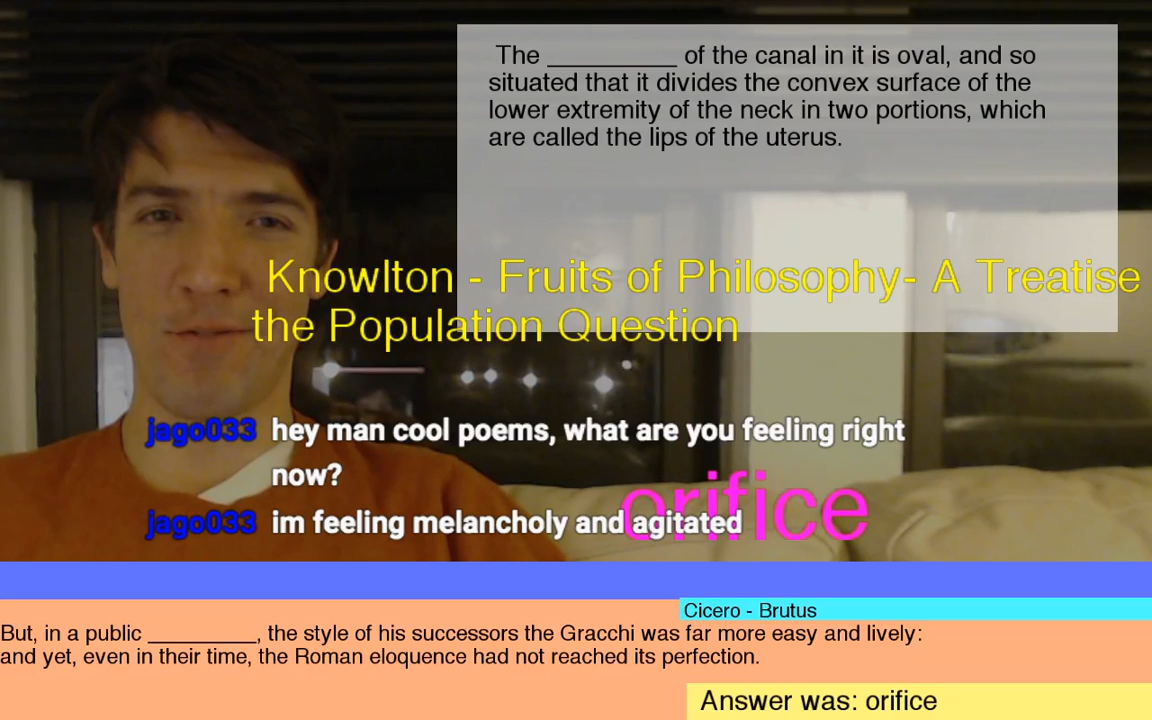 The _________ of the canal in it is oval, and so
situated that it divides the convex surface of the
lower extremity of the neck in two portions, which
are called the lips of the uterus.
Knowlton - Fruits of Philosophy- A Treatise
the Population Question
jago033 hey man cool poems, what are you feeling right
now?
jago033 im feeling melancholy and agitated
orifice
Cicero - Brutus
But, in a public _________, the style of his successors the Gracchi was far more easy and lively:
and yet, even in their time, the Roman eloquence had not reached its perfection.
Answer was: orifice